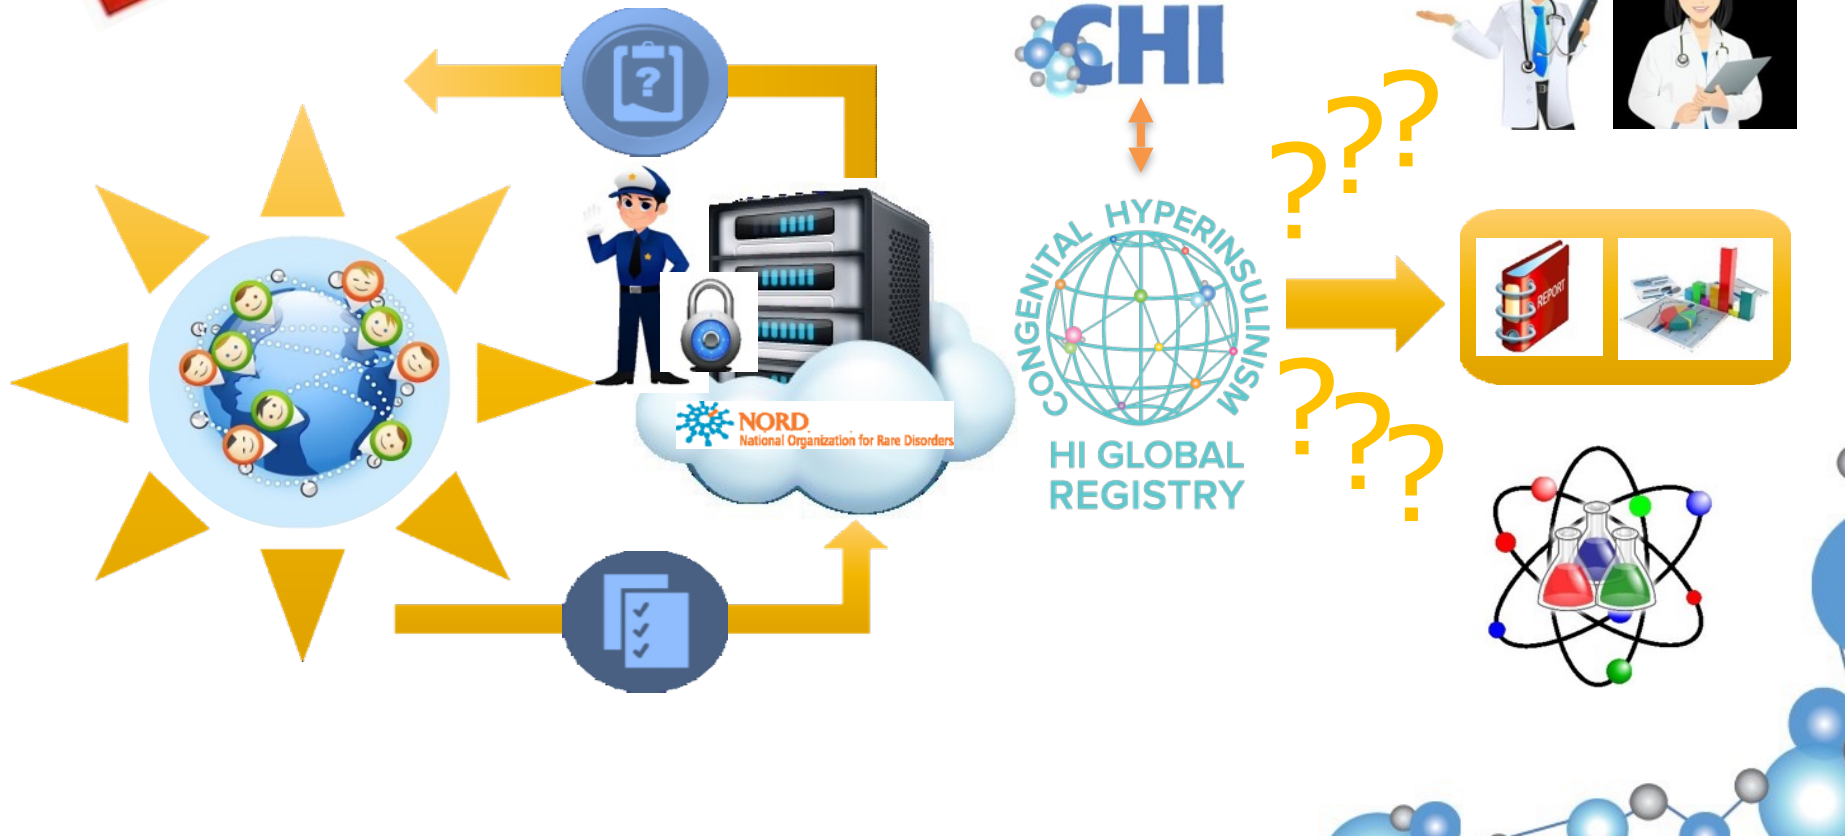 ?
CHI
? ? ?
CONGENITAL HYPERINSULINISM
REPORT
NORD
National Organization for Rare Disorders
HI GLOBAL
REGISTRY
? ? ?